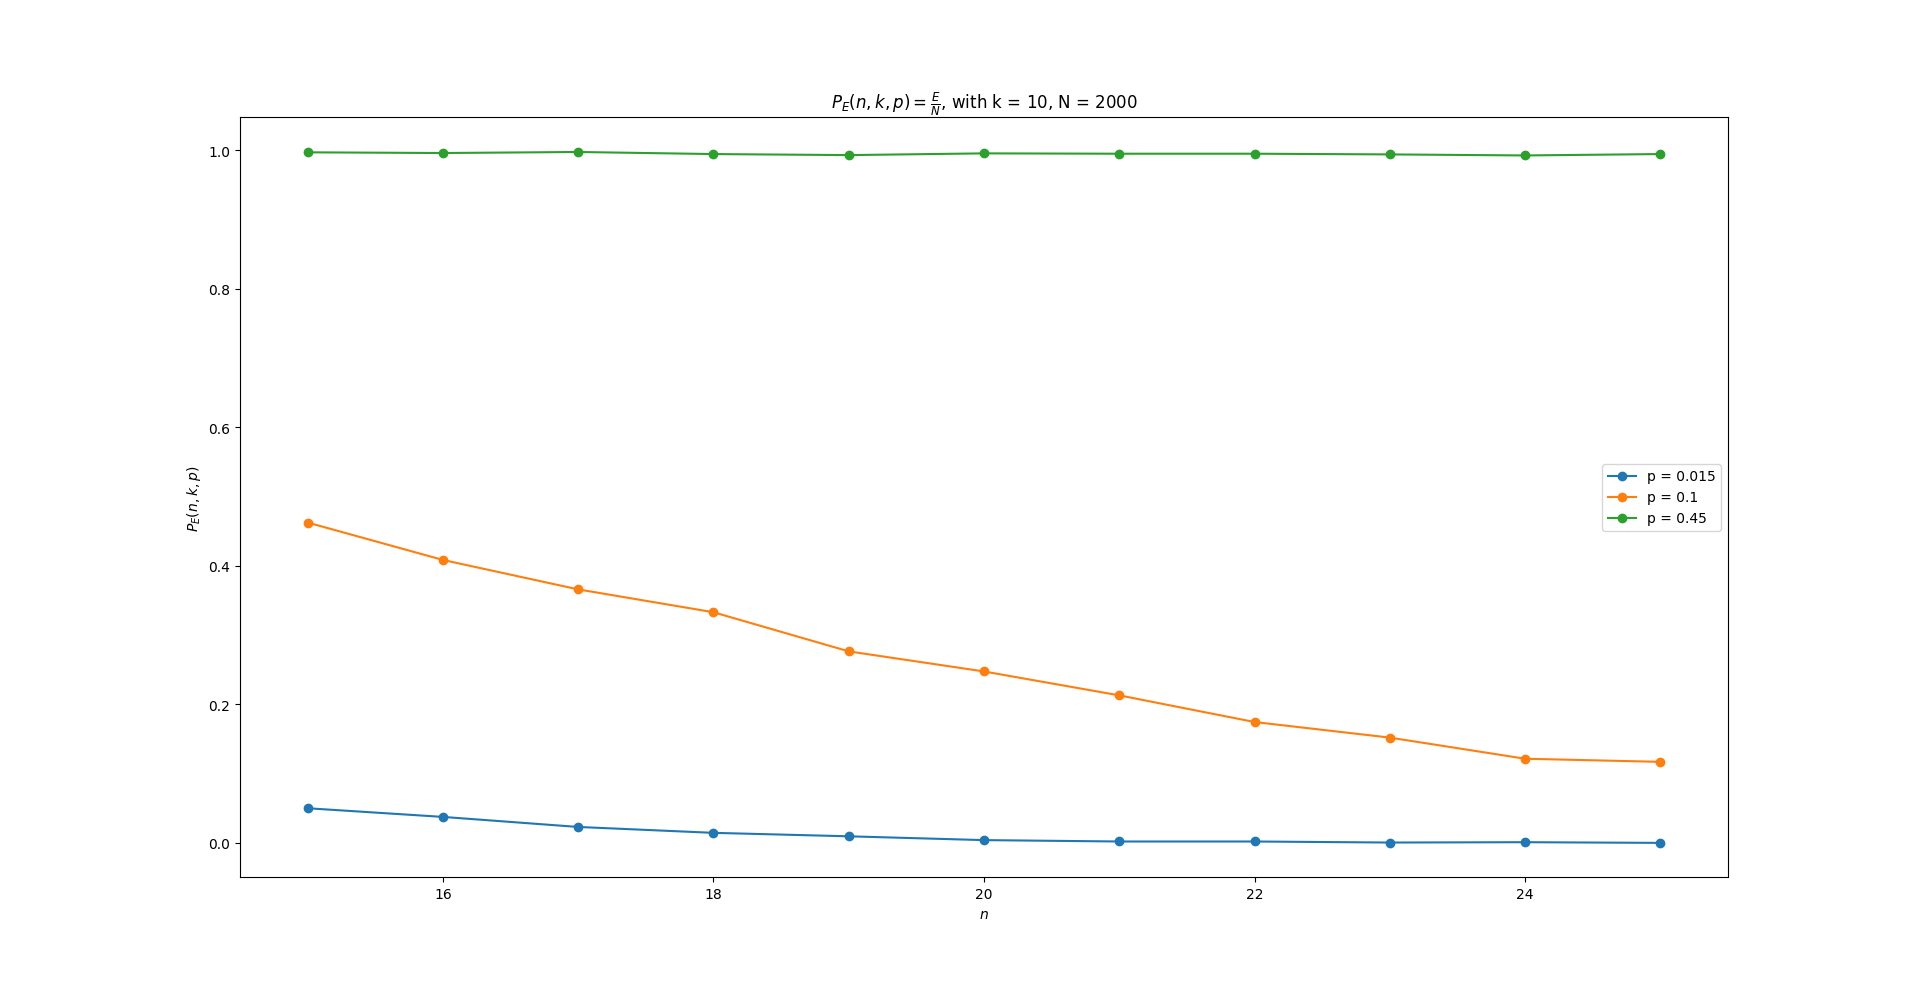 P_E(n, k, p) = E/N, with k = 10, N = 2000
1.0
0.8
0.6
0.4
0.2
0.0
P_E(n, k, p)
p = 0.015
p = 0.1
p = 0.45
16
18
20
22
24
n